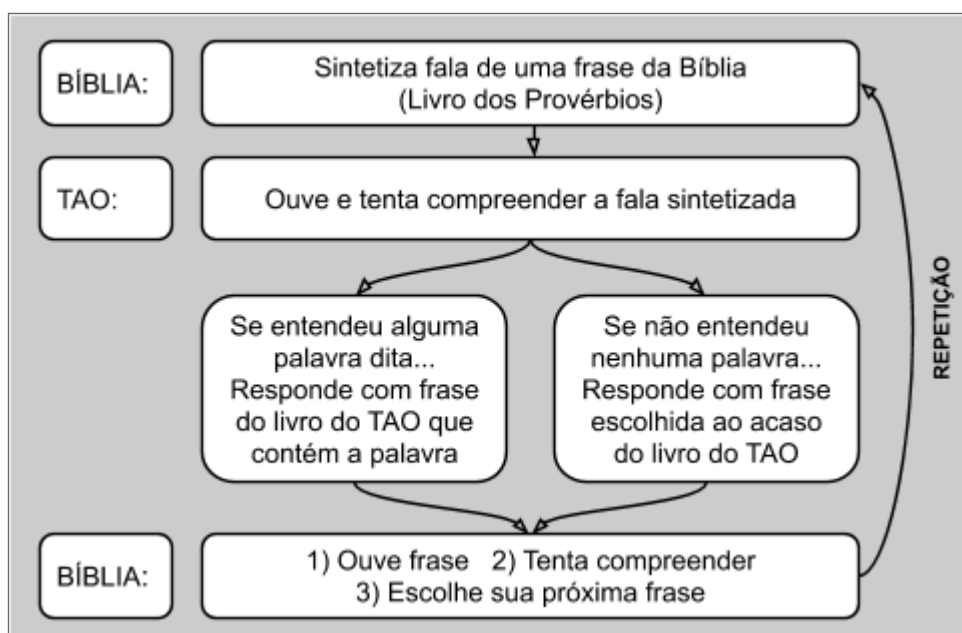 BÍBLIA:
Sintetiza fala de uma frase da Bíblia
(Livro dos Provérbios)
TAO:
Ouve e tenta compreender a fala sintetizada
Se entendeu alguma
palavra dita...
Responde com frase
do livro do TAO que
contém a palavra
Se não entendeu
nenhuma palavra...
Responde com frase
escolhida ao acaso
do livro do TAO
REPETIÇÃO
BÍBLIA:
1) Ouve frase 2) Tenta compreender
3) Escolhe sua próxima frase